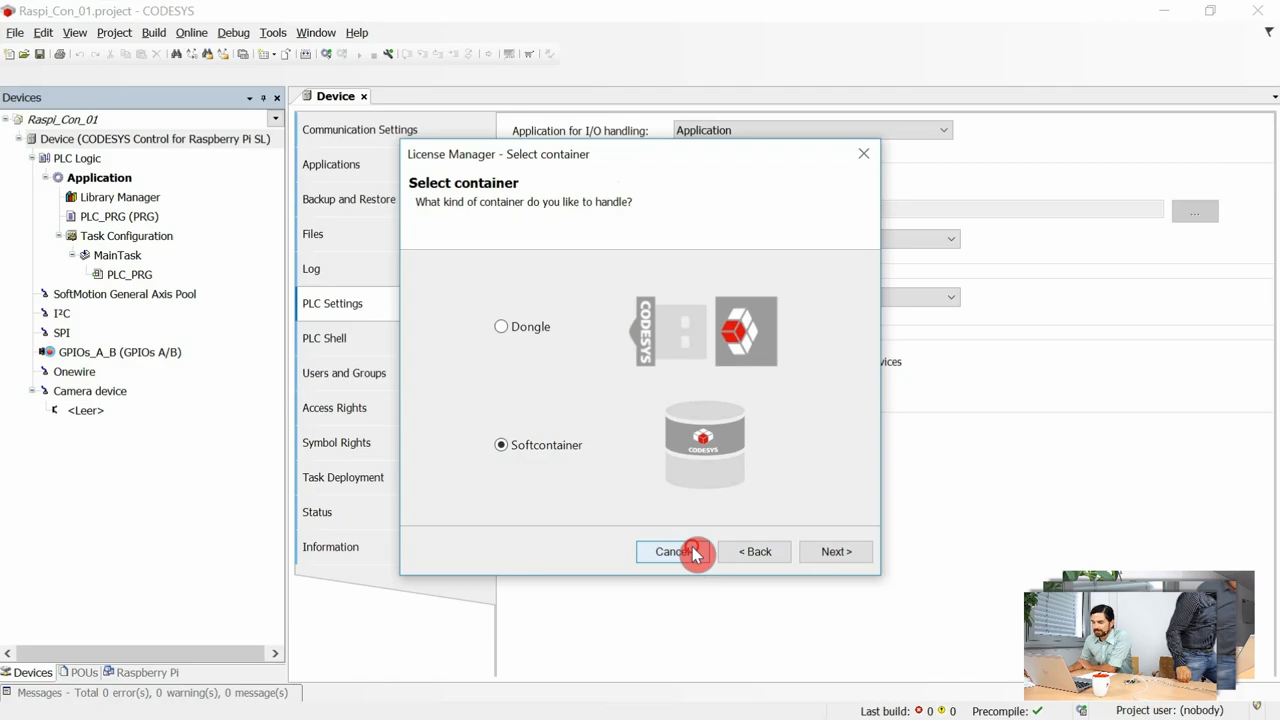 Raspi_Con_01.project - CODESYS
File Edit View Project Build Online Debug Tools Window Help
Devices
Raspi_Con_01
Device (CODESYS Control for Raspberry Pi SL)
PLC Logic
Application
Library Manager
PLC_PRG (PRG)
Task Configuration
MainTask
PLC_PRG
SoftMotion General Axis Pool
I²C
SPI
GPIOs_A_B (GPIOs A/B)
Onewire
Camera device
<Leer>
Devices POUs Raspberry Pi
Device
Communication Settings
Applications
Backup and Restore
Files
Log
PLC Settings
PLC Shell
Users and Groups
Access Rights
Symbol Rights
Task Deployment
Status
Information
Application for I/O handling: Application
...
License Manager - Select container
Select container
What kind of container do you like to handle?
Dongle
CODESYS
Softcontainer
CODESYS
< Back Next >
Messages - Total 0 error(s), 0 warning(s), 0 message(s)
Last build: 0 0 Precompile: Project user: (nobody)